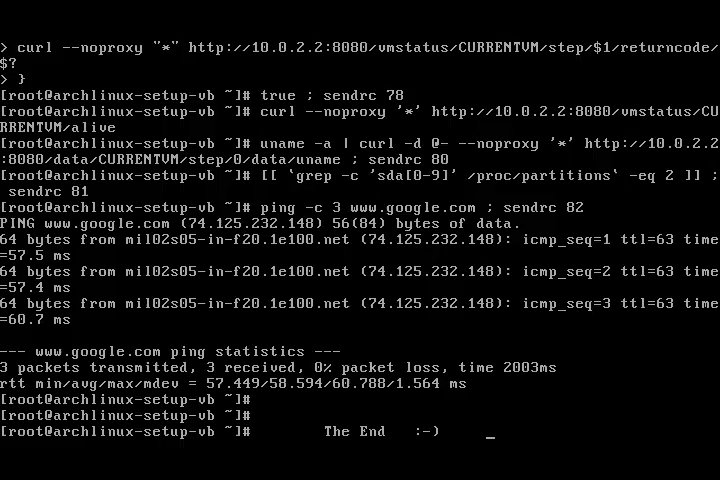 > curl --noproxy "*" http://10.0.2.2:8080/vmstatus/CURRENTVM/step/$1/returncode/
$?
> }
[root@archlinux-setup-vb ~]# true ; sendrc 78
[root@archlinux-setup-vb ~]# curl --noproxy '*' http://10.0.2.2:8080/vmstatus/CU
RRENTVM/alive
[root@archlinux-setup-vb ~]# uname -a | curl -d @- --noproxy '*' http://10.0.2.2
:8080/data/CURRENTVM/step/0/data/uname ; sendrc 80
[root@archlinux-setup-vb ~]# [[ `grep -c 'sda[0-9]' /proc/partitions` -eq 2 ]] ;
 sendrc 81
[root@archlinux-setup-vb ~]# ping -c 3 www.google.com ; sendrc 82
PING www.google.com (74.125.232.148) 56(84) bytes of data.
64 bytes from mil02s05-in-f20.1e100.net (74.125.232.148): icmp_seq=1 ttl=63 time
=57.5 ms
64 bytes from mil02s05-in-f20.1e100.net (74.125.232.148): icmp_seq=2 ttl=63 time
=57.4 ms
64 bytes from mil02s05-in-f20.1e100.net (74.125.232.148): icmp_seq=3 ttl=63 time
=60.7 ms
--- www.google.com ping statistics ---
3 packets transmitted, 3 received, 0% packet loss, time 2003ms
rtt min/avg/max/mdev = 57.449/58.594/60.788/1.564 ms
[root@archlinux-setup-vb ~]#
[root@archlinux-setup-vb ~]#
[root@archlinux-setup-vb ~]#         The End   :-)      _